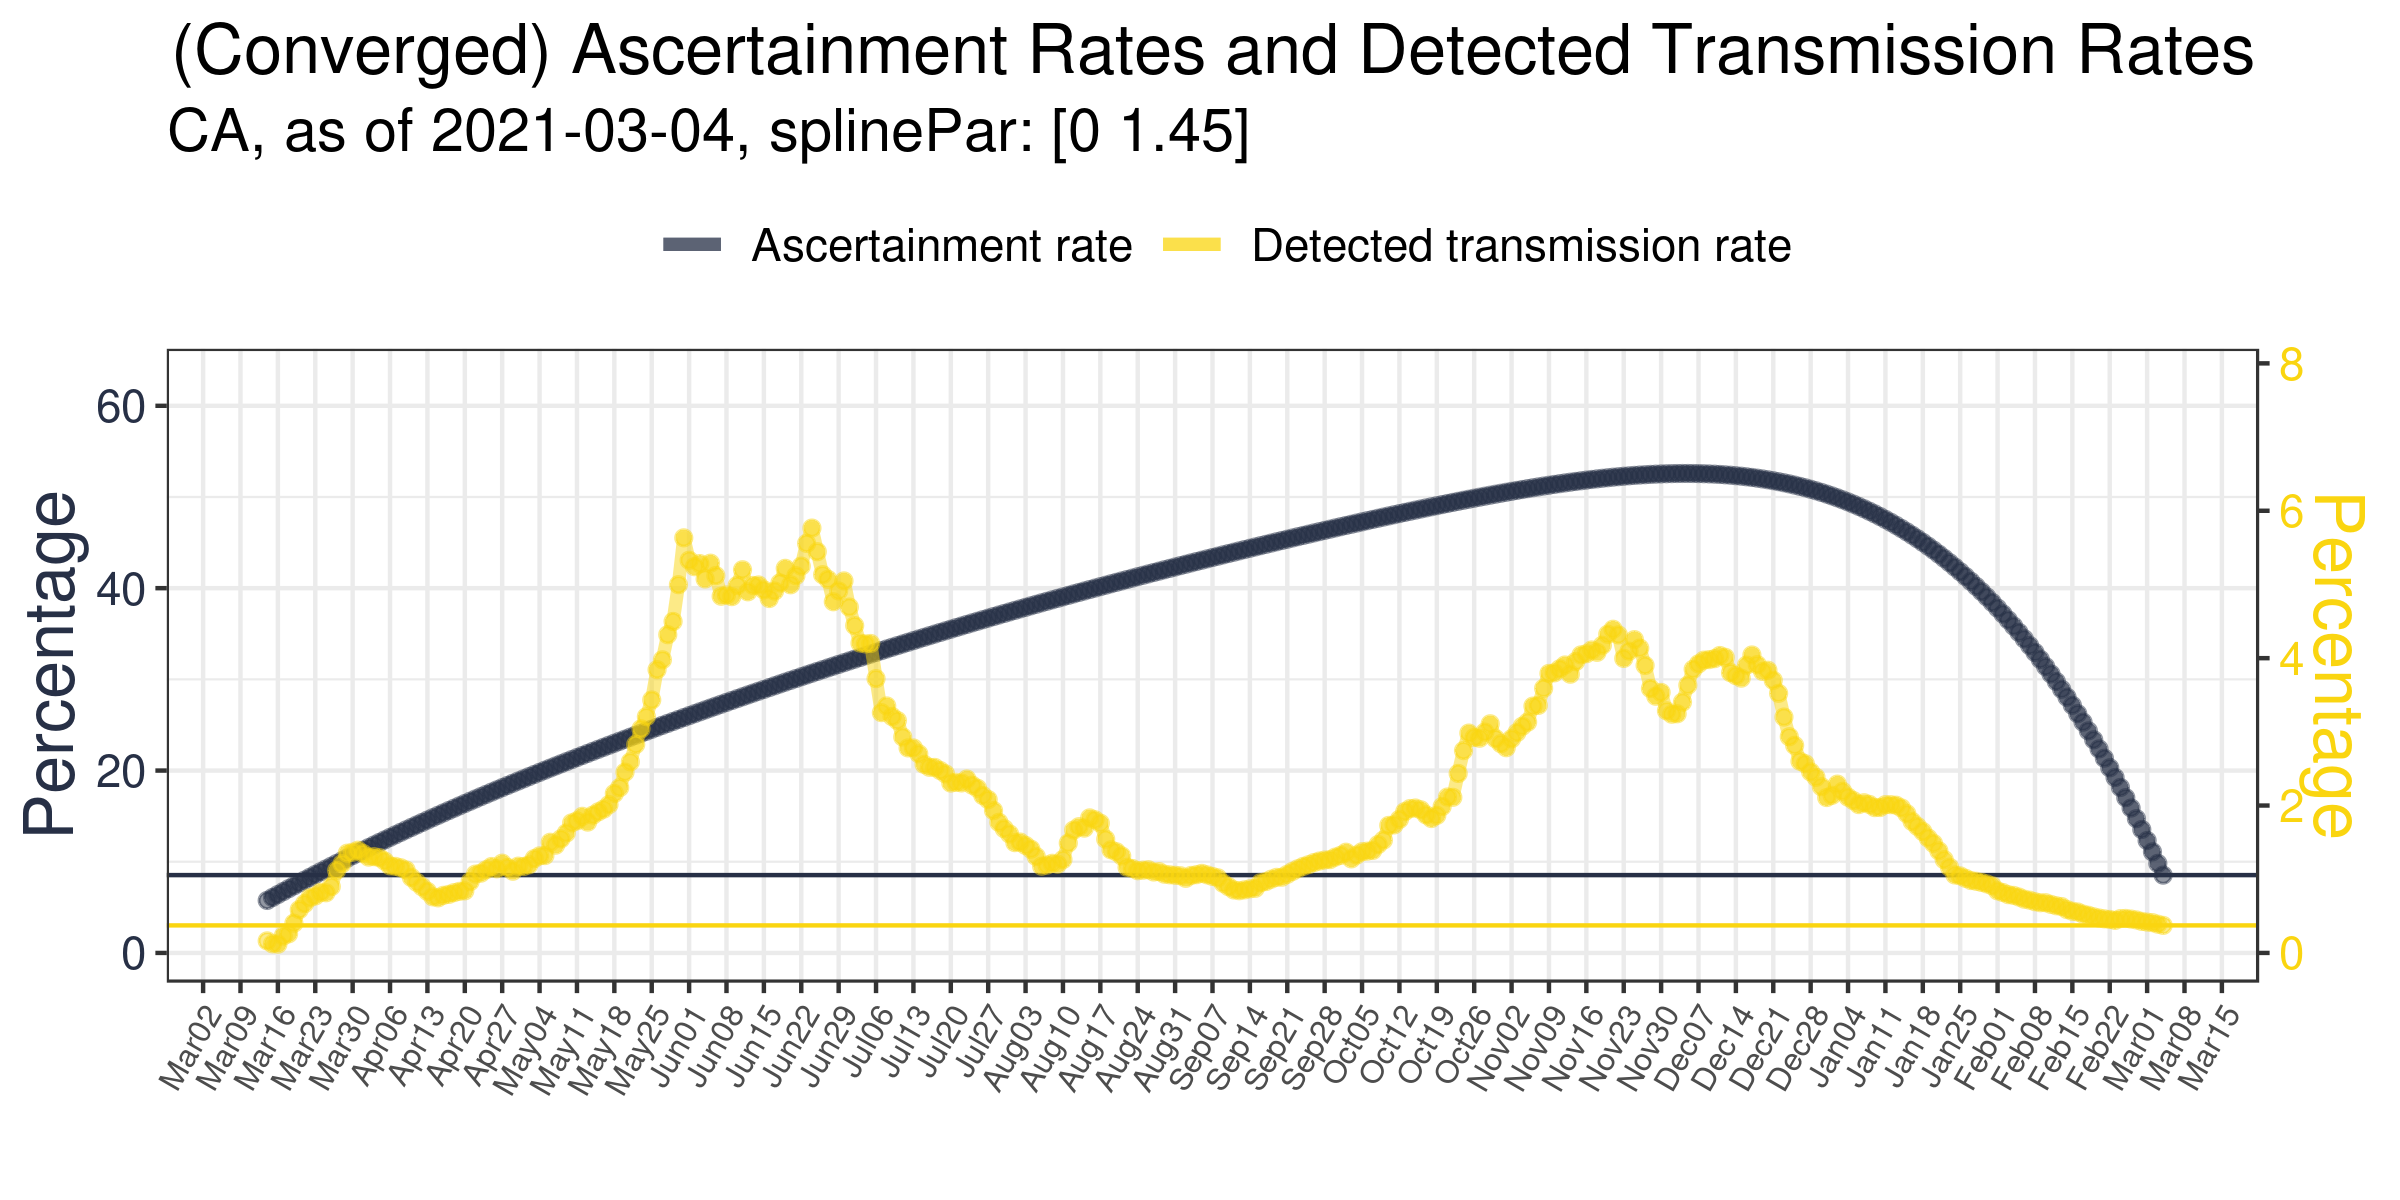 (Converged) Ascertainment Rates and Detected Transmission Rates
CA, as of 2021-03-04, splinePar: [0 1.45]
Ascertainment rate
Detected transmission rate
Percentage
60
40
20
0
8
6
4
2
0
Percentage
Mar02
Mar09
Mar16
Mar23
Mar30
Apr06
Apr13
Apr20
Apr27
May04
May11
May18
May25
Jun01
Jun08
Jun15
Jun22
Jun29
Jul06
Jul13
Jul20
Jul27
Aug03
Aug10
Aug17
Aug24
Aug31
Sep07
Sep14
Sep21
Sep28
Oct05
Oct12
Oct19
Oct26
Nov02
Nov09
Nov16
Nov23
Nov30
Dec07
Dec14
Dec21
Dec28
Jan04
Jan11
Jan18
Jan25
Feb01
Feb08
Feb15
Feb22
Mar01
Mar08
Mar15